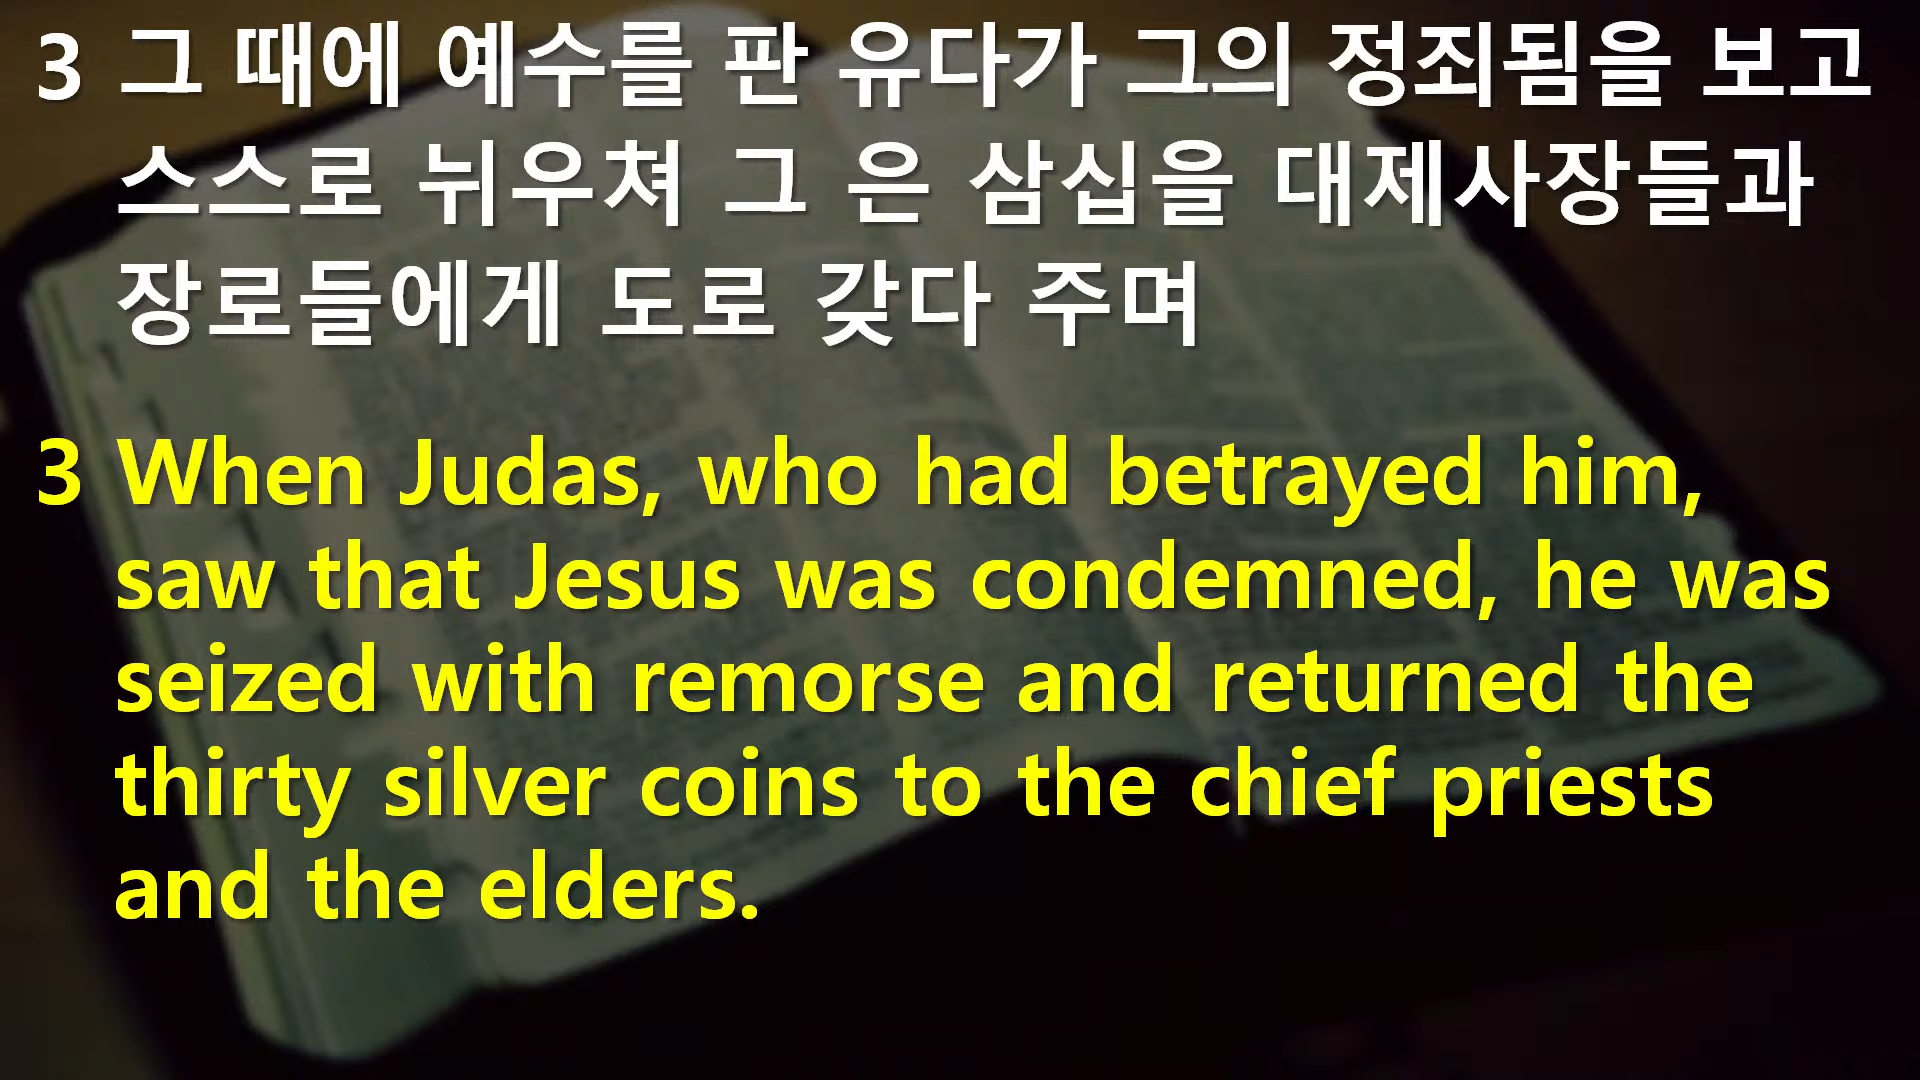 3 그 때에 예수를 판 유다가 그의 정죄됨을 보고
스스로 뉘우쳐 그 은 삼십을 대제사장들과
장로들에게 도로 갖다 주며
3 When Judas, who had betrayed him,
saw that Jesus was condemned, he was
seized with remorse and returned the
thirty silver coins to the chief priests
and the elders.